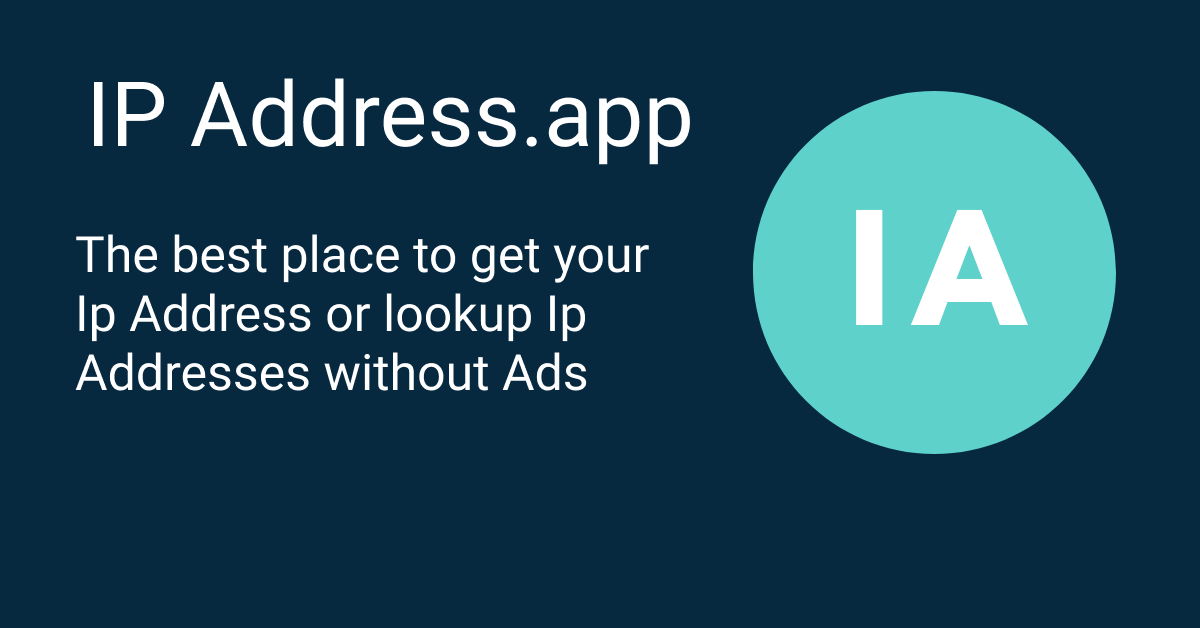 IP Address.app
The best place to get your
Ip Address or lookup Ip
Addresses without Ads
IA